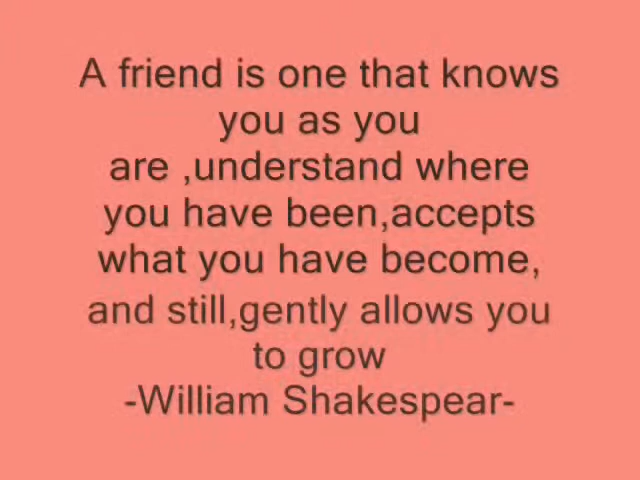 A friend is one that knows
you as you
are ,understand where
you have been,accepts
what you have become,
and still,gently allows you
to grow
-William Shakespear-